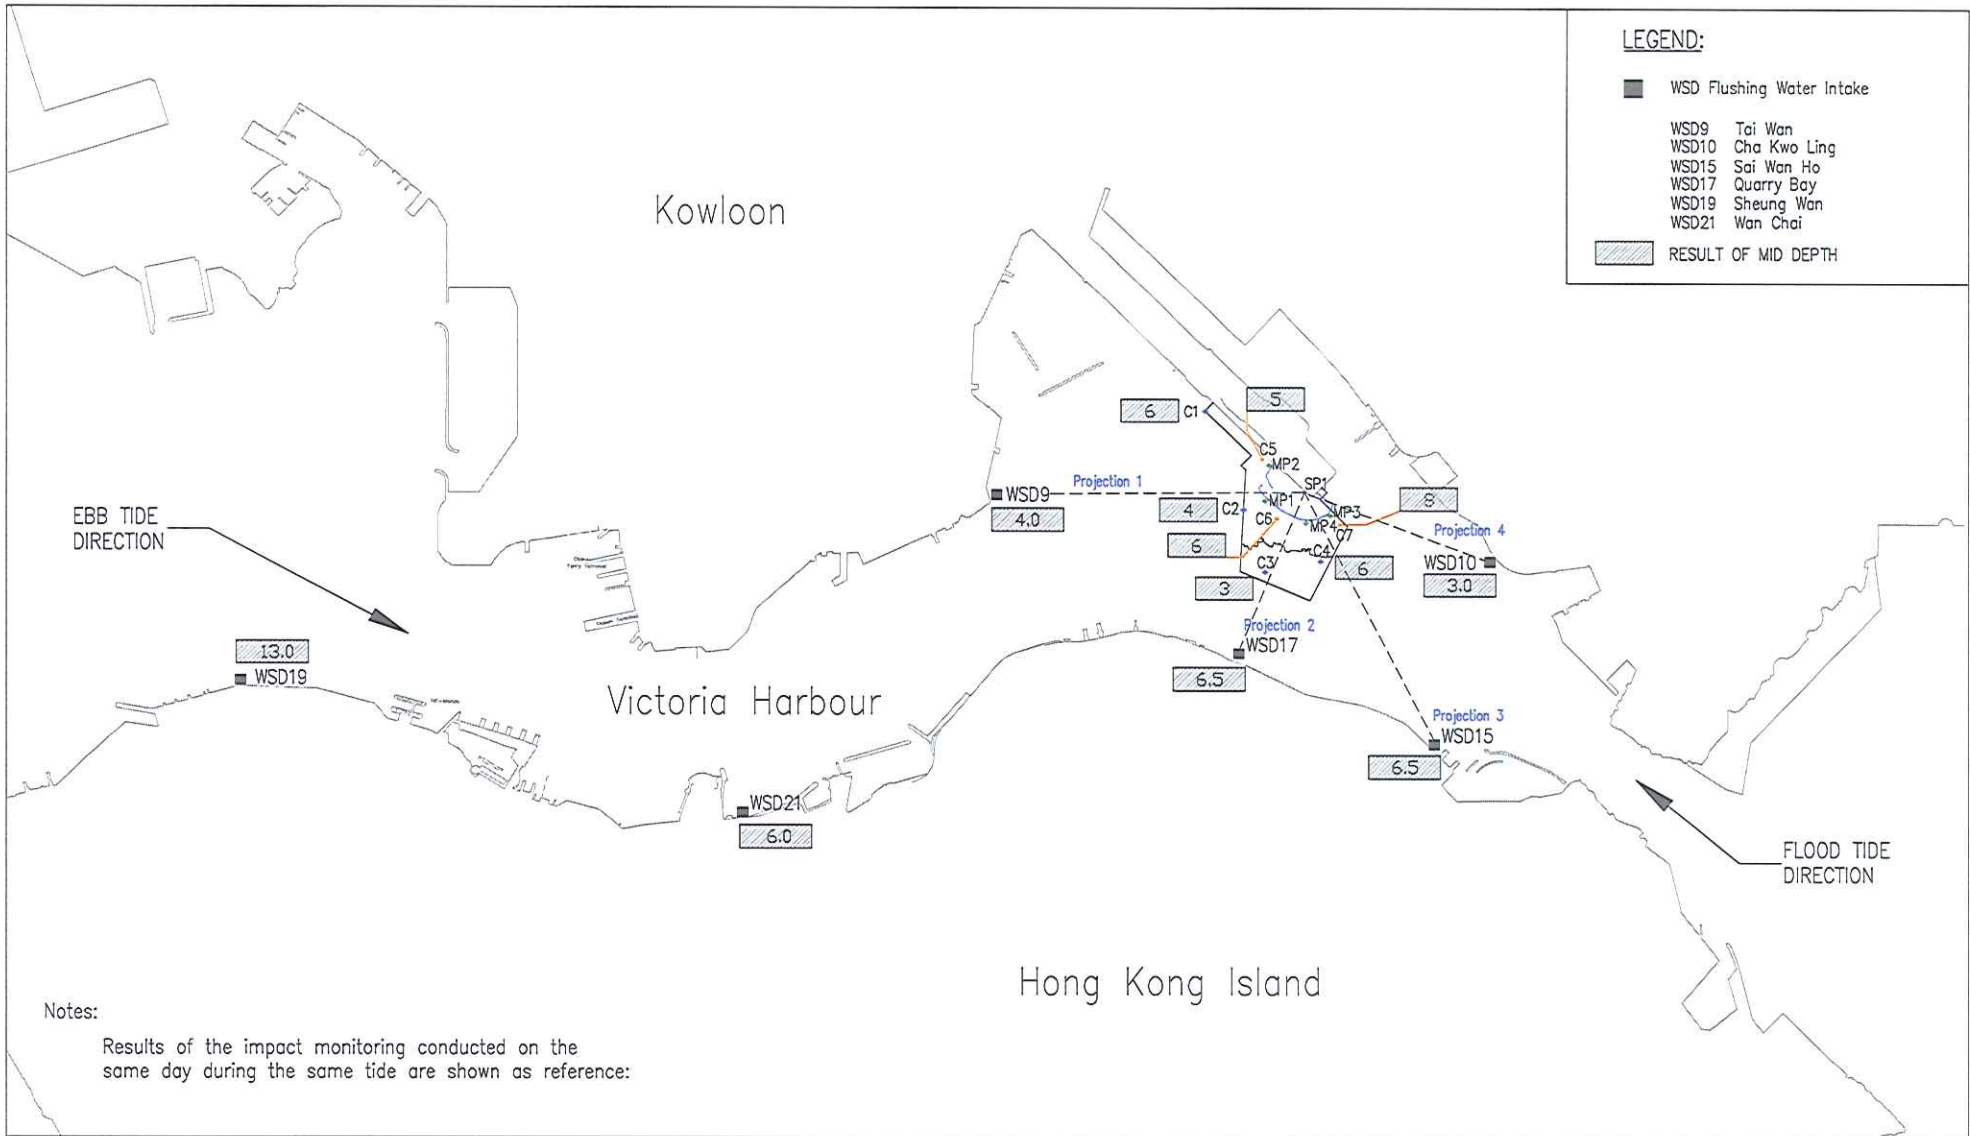 LEGEND:
WSD Flushing Water Intake
WSD9 Tai Wan
WSD10 Cha Kwo Ling
WSD15 Sai Wan Ho
WSD17 Quarry Bay
WSD19 Sheung Wan
WSD21 Wan Chai
RESULT OF MID DEPTH
Kowloon
5
6 C1
C5
MP2
SP1
Projection 1
WSD9
4.0
MP1
4 C2
C6
8
MP3
MP4
C7
Projection 4
6
C4
C3
6
WSD10
3.0
3
EBB TIDE
DIRECTION
Projection 2
WSD17
6.5
13.0
WSD19
Victoria Harbour
Projection 3
WSD15
6.5
WSD21
6.0
FLOOD TIDE
DIRECTION
Hong Kong Island
Notes:
Results of the impact monitoring conducted on the
same day during the same tide are shown as reference: